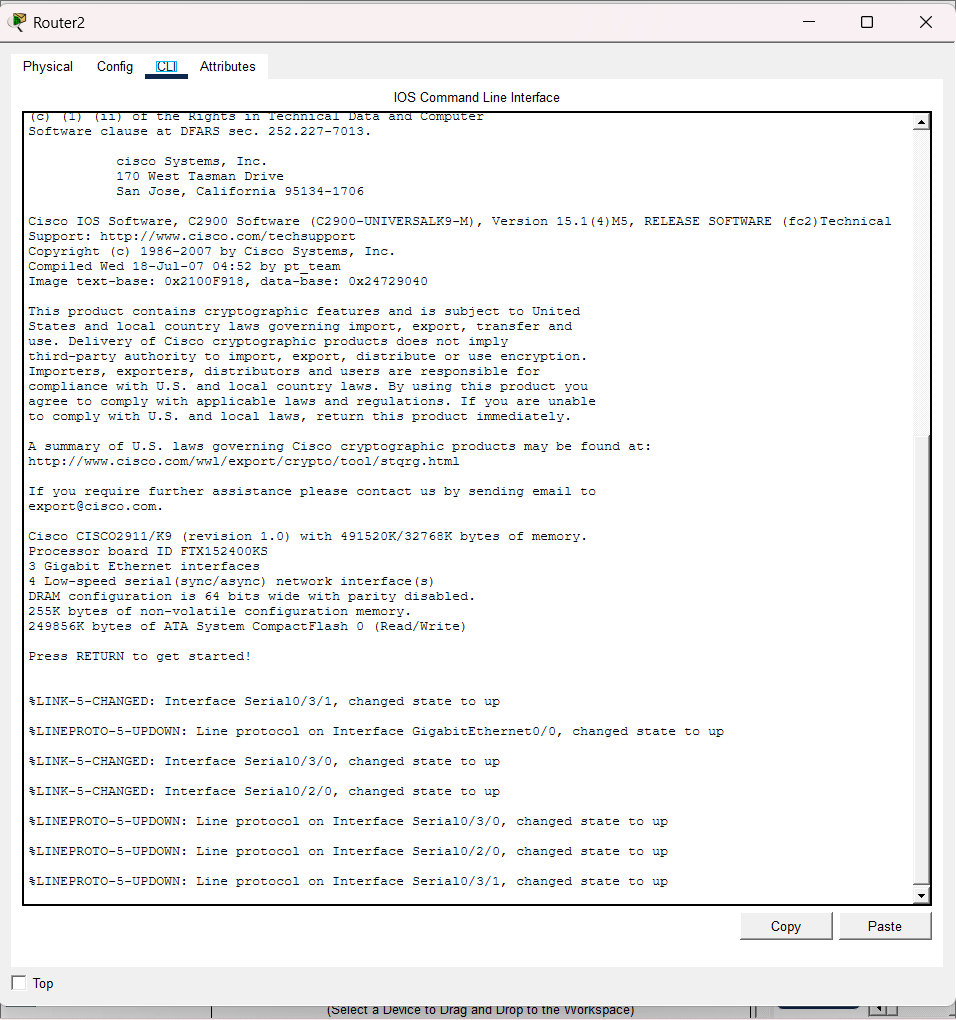 Router2
Physical Config CLI Attributes
IOS Command Line Interface
(c) (1) (ii) of the Rights in Technical Data and Computer
Software clause at DFARS sec. 252.227-7013.
cisco Systems, Inc.
170 West Tasman Drive
San Jose, California 95134-1706
Cisco IOS Software, C2900 Software (C2900-UNIVERSALK9-M), Version 15.1(4)M5, RELEASE SOFTWARE (fc2)Technical
Support: http://www.cisco.com/techsupport
Copyright (c) 1986-2007 by Cisco Systems, Inc.
Compiled Wed 18-Jul-07 04:52 by pt_team
Image text-base: 0x2100F918, data-base: 0x24729040
This product contains cryptographic features and is subject to United
States and local country laws governing import, export, transfer and
use. Delivery of Cisco cryptographic products does not imply
third-party authority to import, export, distribute or use encryption.
Importers, exporters, distributors and users are responsible for
compliance with U.S. and local country laws. By using this product you
agree to comply with applicable laws and regulations. If you are unable
to comply with U.S. and local laws, return this product immediately.
A summary of U.S. laws governing Cisco cryptographic products may be found at:
http://www.cisco.com/wwl/export/crypto/tool/stqrg.html
If you require further assistance please contact us by sending email to
export@cisco.com.
Cisco CISCO2911/K9 (revision 1.0) with 491520K/32768K bytes of memory.
Processor board ID FTX152400KS
3 Gigabit Ethernet interfaces
4 Low-speed serial(sync/async) network interface(s)
DRAM configuration is 64 bits wide with parity disabled.
255K bytes of non-volatile configuration memory.
249856K bytes of ATA System CompactFlash 0 (Read/Write)
Press RETURN to get started!
%LINK-5-CHANGED: Interface Serial0/3/1, changed state to up
%LINEPROTO-5-UPDOWN: Line protocol on Interface GigabitEthernet0/0, changed state to up
%LINK-5-CHANGED: Interface Serial0/3/0, changed state to up
%LINK-5-CHANGED: Interface Serial0/2/0, changed state to up
%LINEPROTO-5-UPDOWN: Line protocol on Interface Serial0/3/0, changed state to up
%LINEPROTO-5-UPDOWN: Line protocol on Interface Serial0/2/0, changed state to up
%LINEPROTO-5-UPDOWN: Line protocol on Interface Serial0/3/1, changed state to up
Copy Paste
Top
(Select a Device to Drag and Drop to the Workspace)